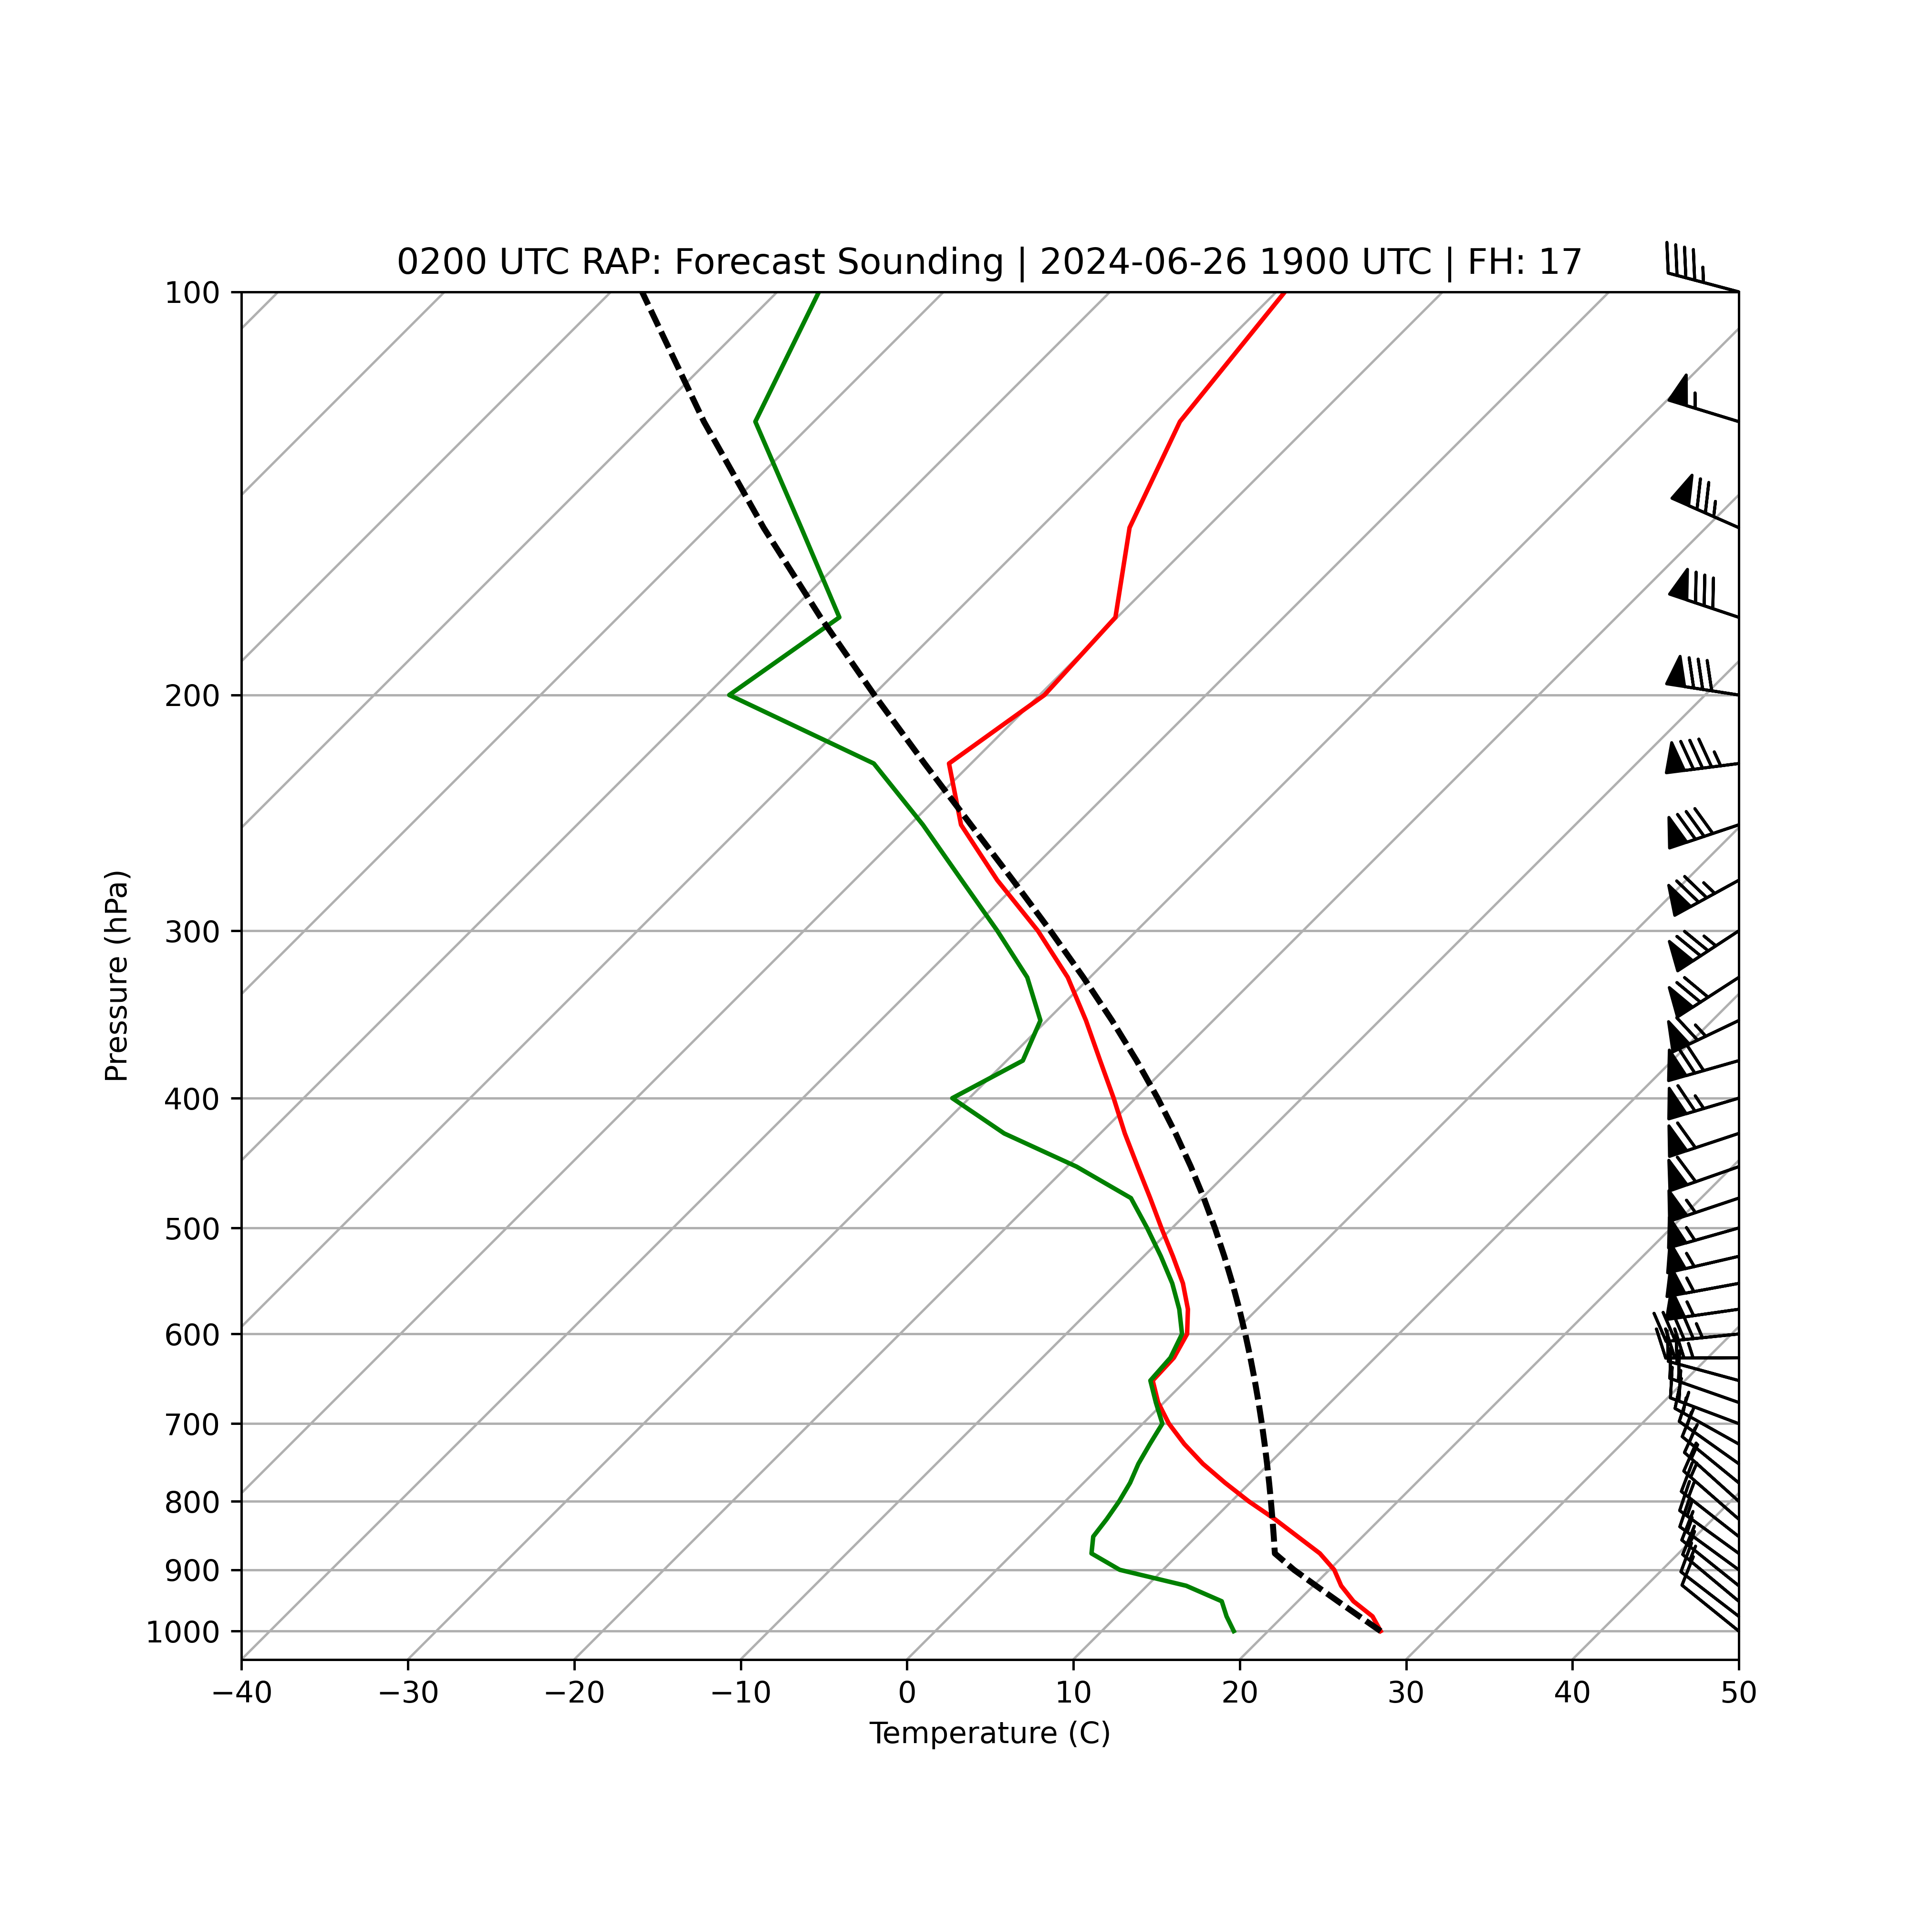 0200 UTC RAP: Forecast Sounding | 2024-06-26 1900 UTC | FH: 17
100
200
300
400
500
600
700
800
900
1000
Pressure (hPa)
−40 −30 −20 −10 0 10 20 30 40 50
Temperature (C)